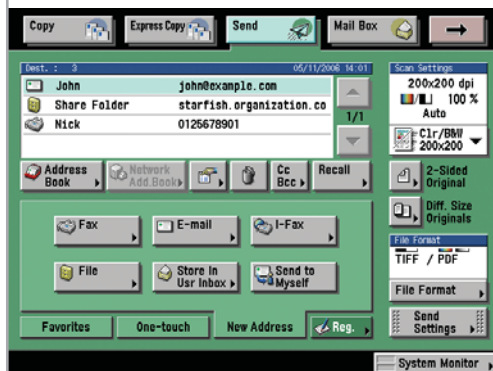 Copy Express Copy Send Mail Box
Dest. : 3 05/11/2006 14:01
John john@example.com
Share Folder starfish.organization.co
Nick 0125678901
1/1
Address Book Network Add.Book Cc Bcc Recall
Fax E-mail I-Fax
File Store In Usr Inbox Send to Myself
Favorites One-touch New Address Reg.
Scan Settings
200x200 dpi
100 %
Auto
Clr/B&W
200x200
2-Sided
Original
Diff. Size
Originals
File Format
TIFF / PDF
File Format
Send
Settings
System Monitor